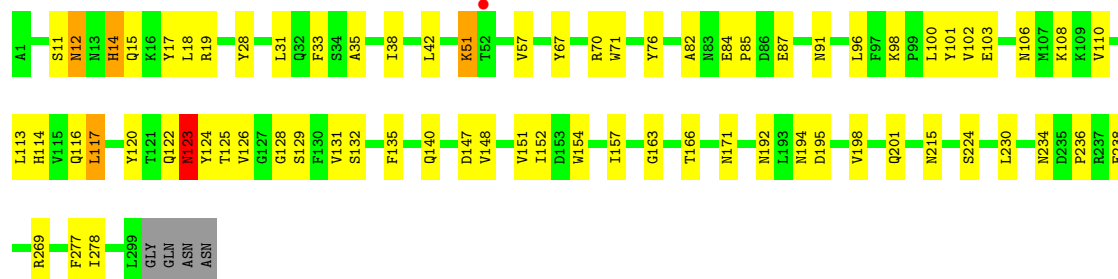 A1 S11 N12 N13 H14 Q15 K16 Y17 L18 R19 Y28 L31 Q32 F33 S34 A35 I38 L42 K51 T52 V57 Y67 R70 W71 Y76 A82 N83 E84 P85 D86 E87 N91 L96 F97 K98 P99 L100 Y101 V102 E103 N106 M107 K108 K109 V110
L113 H114 V115 Q116 L117 Y120 T121 Q122 N123 Y124 T125 V126 G127 G128 S129 F130 V131 S132 F135 Q140 D147 V148 V151 I152 D153 W154 I157 G163 T166 N171 N192 L193 N194 D195 V198 Q201 N215 S224 L230 N234 D235 P236 R237
R269 F277 I278 L299 GLY GLN ASN ASN